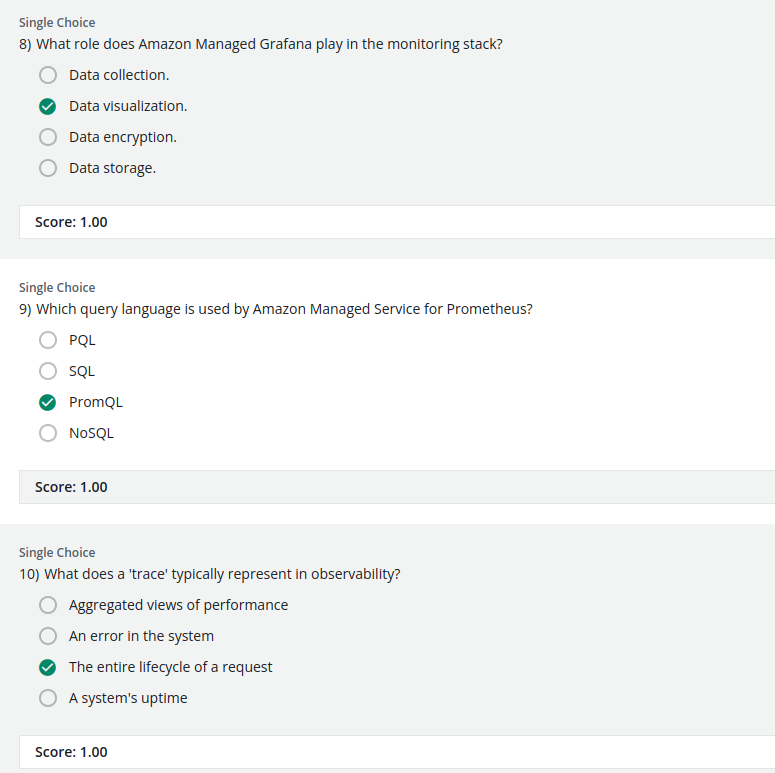 Single Choice
8) What role does Amazon Managed Grafana play in the monitoring stack?
Data collection.
Data visualization.
Data encryption.
Data storage.
Score: 1.00
Single Choice
9) Which query language is used by Amazon Managed Service for Prometheus?
PQL
SQL
PromQL
NoSQL
Score: 1.00
Single Choice
10) What does a 'trace' typically represent in observability?
Aggregated views of performance
An error in the system
The entire lifecycle of a request
A system's uptime
Score: 1.00